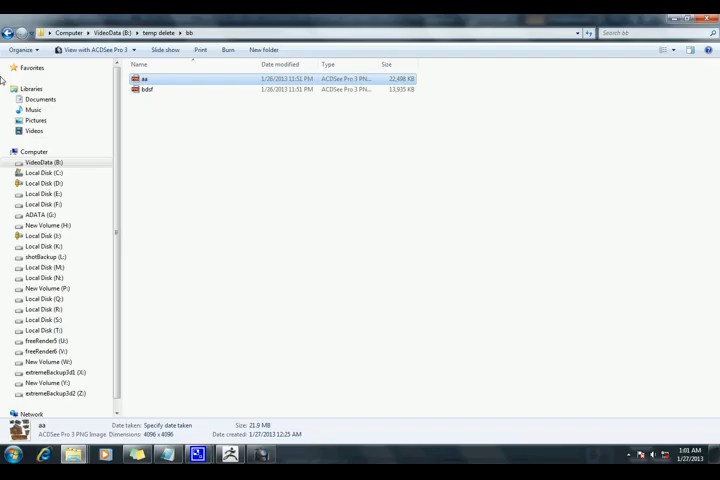 Computer ▸ VideoData (B:) ▸ temp delete ▸ bb
Search bb
Organize
View with ACDSee Pro 3
Slide show
Print
Burn
New folder
Favorites
Libraries
Documents
Music
Pictures
Videos
Computer
VideoData (B:)
Local Disk (C:)
Local Disk (D:)
Local Disk (E:)
Local Disk (F:)
ADATA (G:)
New Volume (H:)
Local Disk (J:)
Local Disk (K:)
shotBackup (L:)
Local Disk (M:)
Local Disk (N:)
New Volume (P:)
Local Disk (Q:)
Local Disk (R:)
Local Disk (S:)
Local Disk (T:)
freeRender5 (U:)
freeRender6 (V:)
New Volume (W:)
extremeBackup3d1 (X:)
New Volume (Y:)
extremeBackup3d2 (Z:)
Network
Name Date modified Type Size
aa 1/26/2013 11:51 PM ACDSee Pro 3 PN... 22,498 KB
bdsf 1/26/2013 11:51 PM ACDSee Pro 3 PN... 13,935 KB
aa Date taken: Specify date taken Size: 21.9 MB
ACDSee Pro 3 PNG Image Dimensions: 4096 x 4096 Date created: 1/27/2013 12:25 AM
1:01 AM
1/27/2013